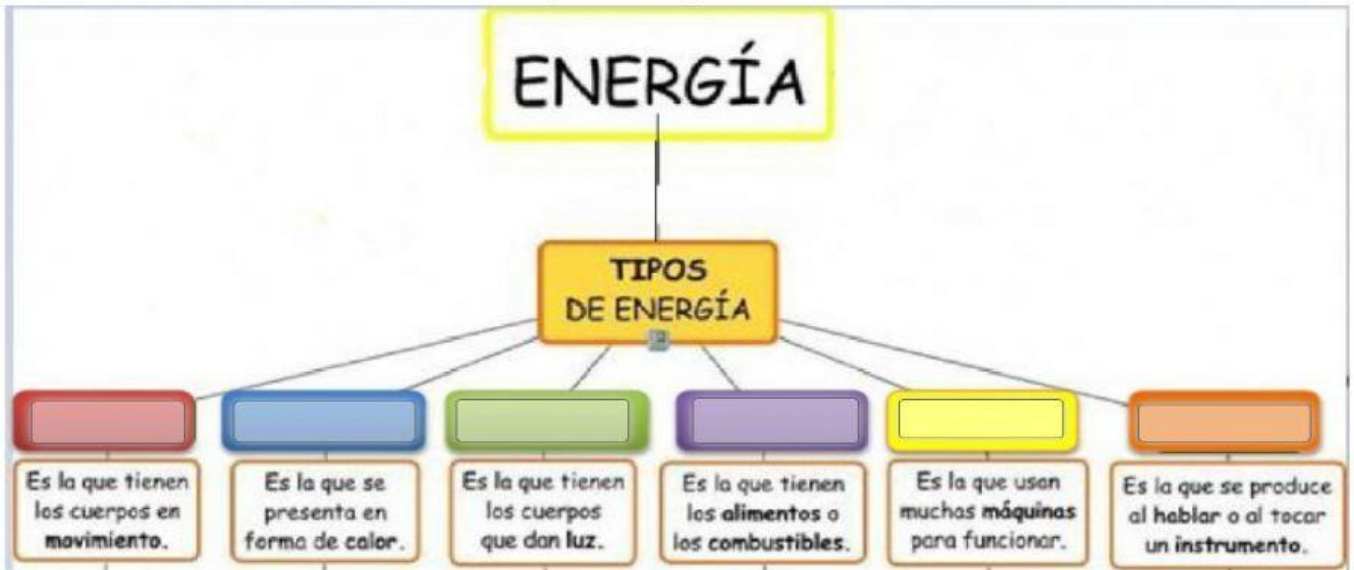 ENERGÍA
TIPOS
DE ENERGÍA
Es la que tienen
los cuerpos en
movimiento.
Es la que se
presenta en
forma de calor.
Es la que tienen
los cuerpos
que dan luz.
Es la que tienen
los alimentos o
los combustibles.
Es la que usan
muchas máquinas
para funcionar.
Es la que se produce
al hablar o al tocar
un instrumento.